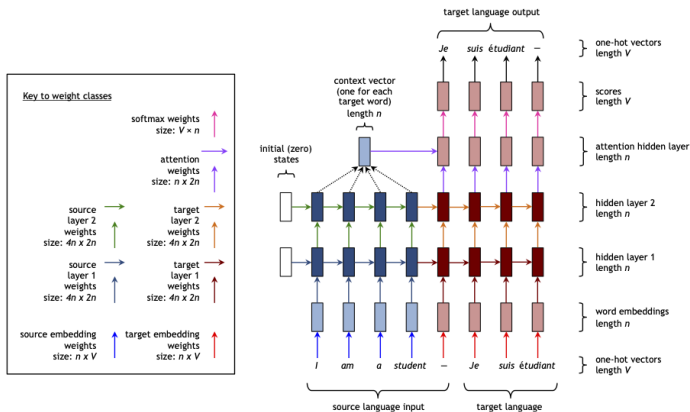 target language output
Je suis étudiant –
one-hot vectors
length V
context vector
(one for each
target word)
length n
scores
length V
Key to weight classes
softmax weights
size: V × n
attention
weights
size: n x 2n
initial (zero)
states
attention hidden layer
length n
source
layer 2
weights
size: 4n x 2n
target
layer 2
weights
size: 4n x 2n
hidden layer 2
length n
source
layer 1
weights
size: 4n x 2n
target
layer 1
weights
size: 4n x 2n
hidden layer 1
length n
source embedding
weights
size: n x V
target embedding
weights
size: n x V
word embeddings
length n
I am a student – Je suis étudiant
one-hot vectors
length V
source language input
target language